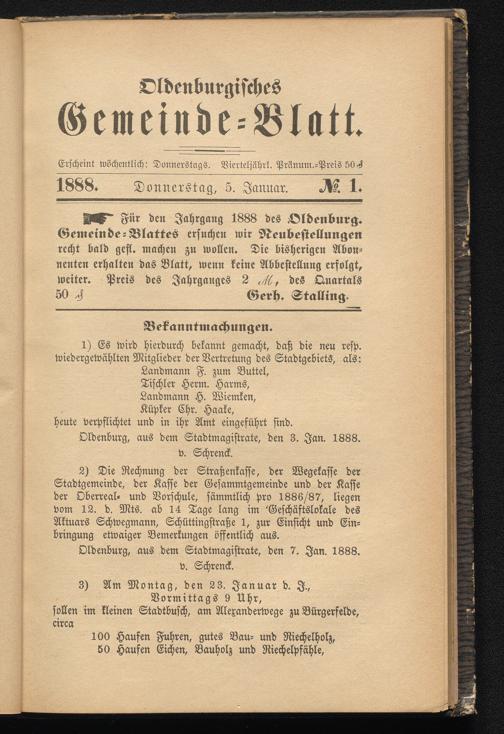 Oldenburgisches
Gemeinde-Blatt.
Erscheint wöchentlich: Donnerstags. Vierteljährl. Pränum.-Preis 50 ₰
1888. Donnerstag, 5. Januar. № 1.
☛ Für den Jahrgang 1888 des Oldenburg.
Gemeinde-Blattes ersuchen wir Neubestellungen
recht bald gefl. machen zu wollen. Die bisherigen Abon-
nenten erhalten das Blatt, wenn keine Abbestellung erfolgt,
weiter. Preis des Jahrganges 2 ℳ, des Quartals
50 ₰ Gerh. Stalling.
Bekanntmachungen.
1) Es wird hierdurch bekannt gemacht, daß die neu resp.
wiedergewählten Mitglieder der Vertretung des Stadtgebiets, als:
Landmann F. zum Buttel,
Tischler Herm. Harms,
Landmann H. Wiemken,
Küpker Chr. Haake,
heute verpflichtet und in ihr Amt eingeführt sind.
Oldenburg, aus dem Stadtmagistrate, den 3. Jan. 1888.
v. Schrenck.
2) Die Rechnung der Straßenkasse, der Wegekasse der
Stadtgemeinde, der Kasse der Gesammtgemeinde und der Kasse
der Oberreal- und Vorschule, sämmtlich pro 1886/87, liegen
vom 12. d. Mts. ab 14 Tage lang im Geschäftslokale des
Aktuars Schwegmann, Schüttingstraße 1, zur Einsicht und Ein-
bringung etwaiger Bemerkungen öffentlich aus.
Oldenburg, aus dem Stadtmagistrate, den 7. Jan. 1888.
v. Schrenck.
3) Am Montag, den 23. Januar d. J.,
Vormittags 9 Uhr,
sollen im kleinen Stadtbusch, am Alexanderwege zu Bürgerfelde,
circa
100 Haufen Fuhren, gutes Bau- und Riechelholz,
50 Haufen Eichen, Bauholz und Riechelpfähle,